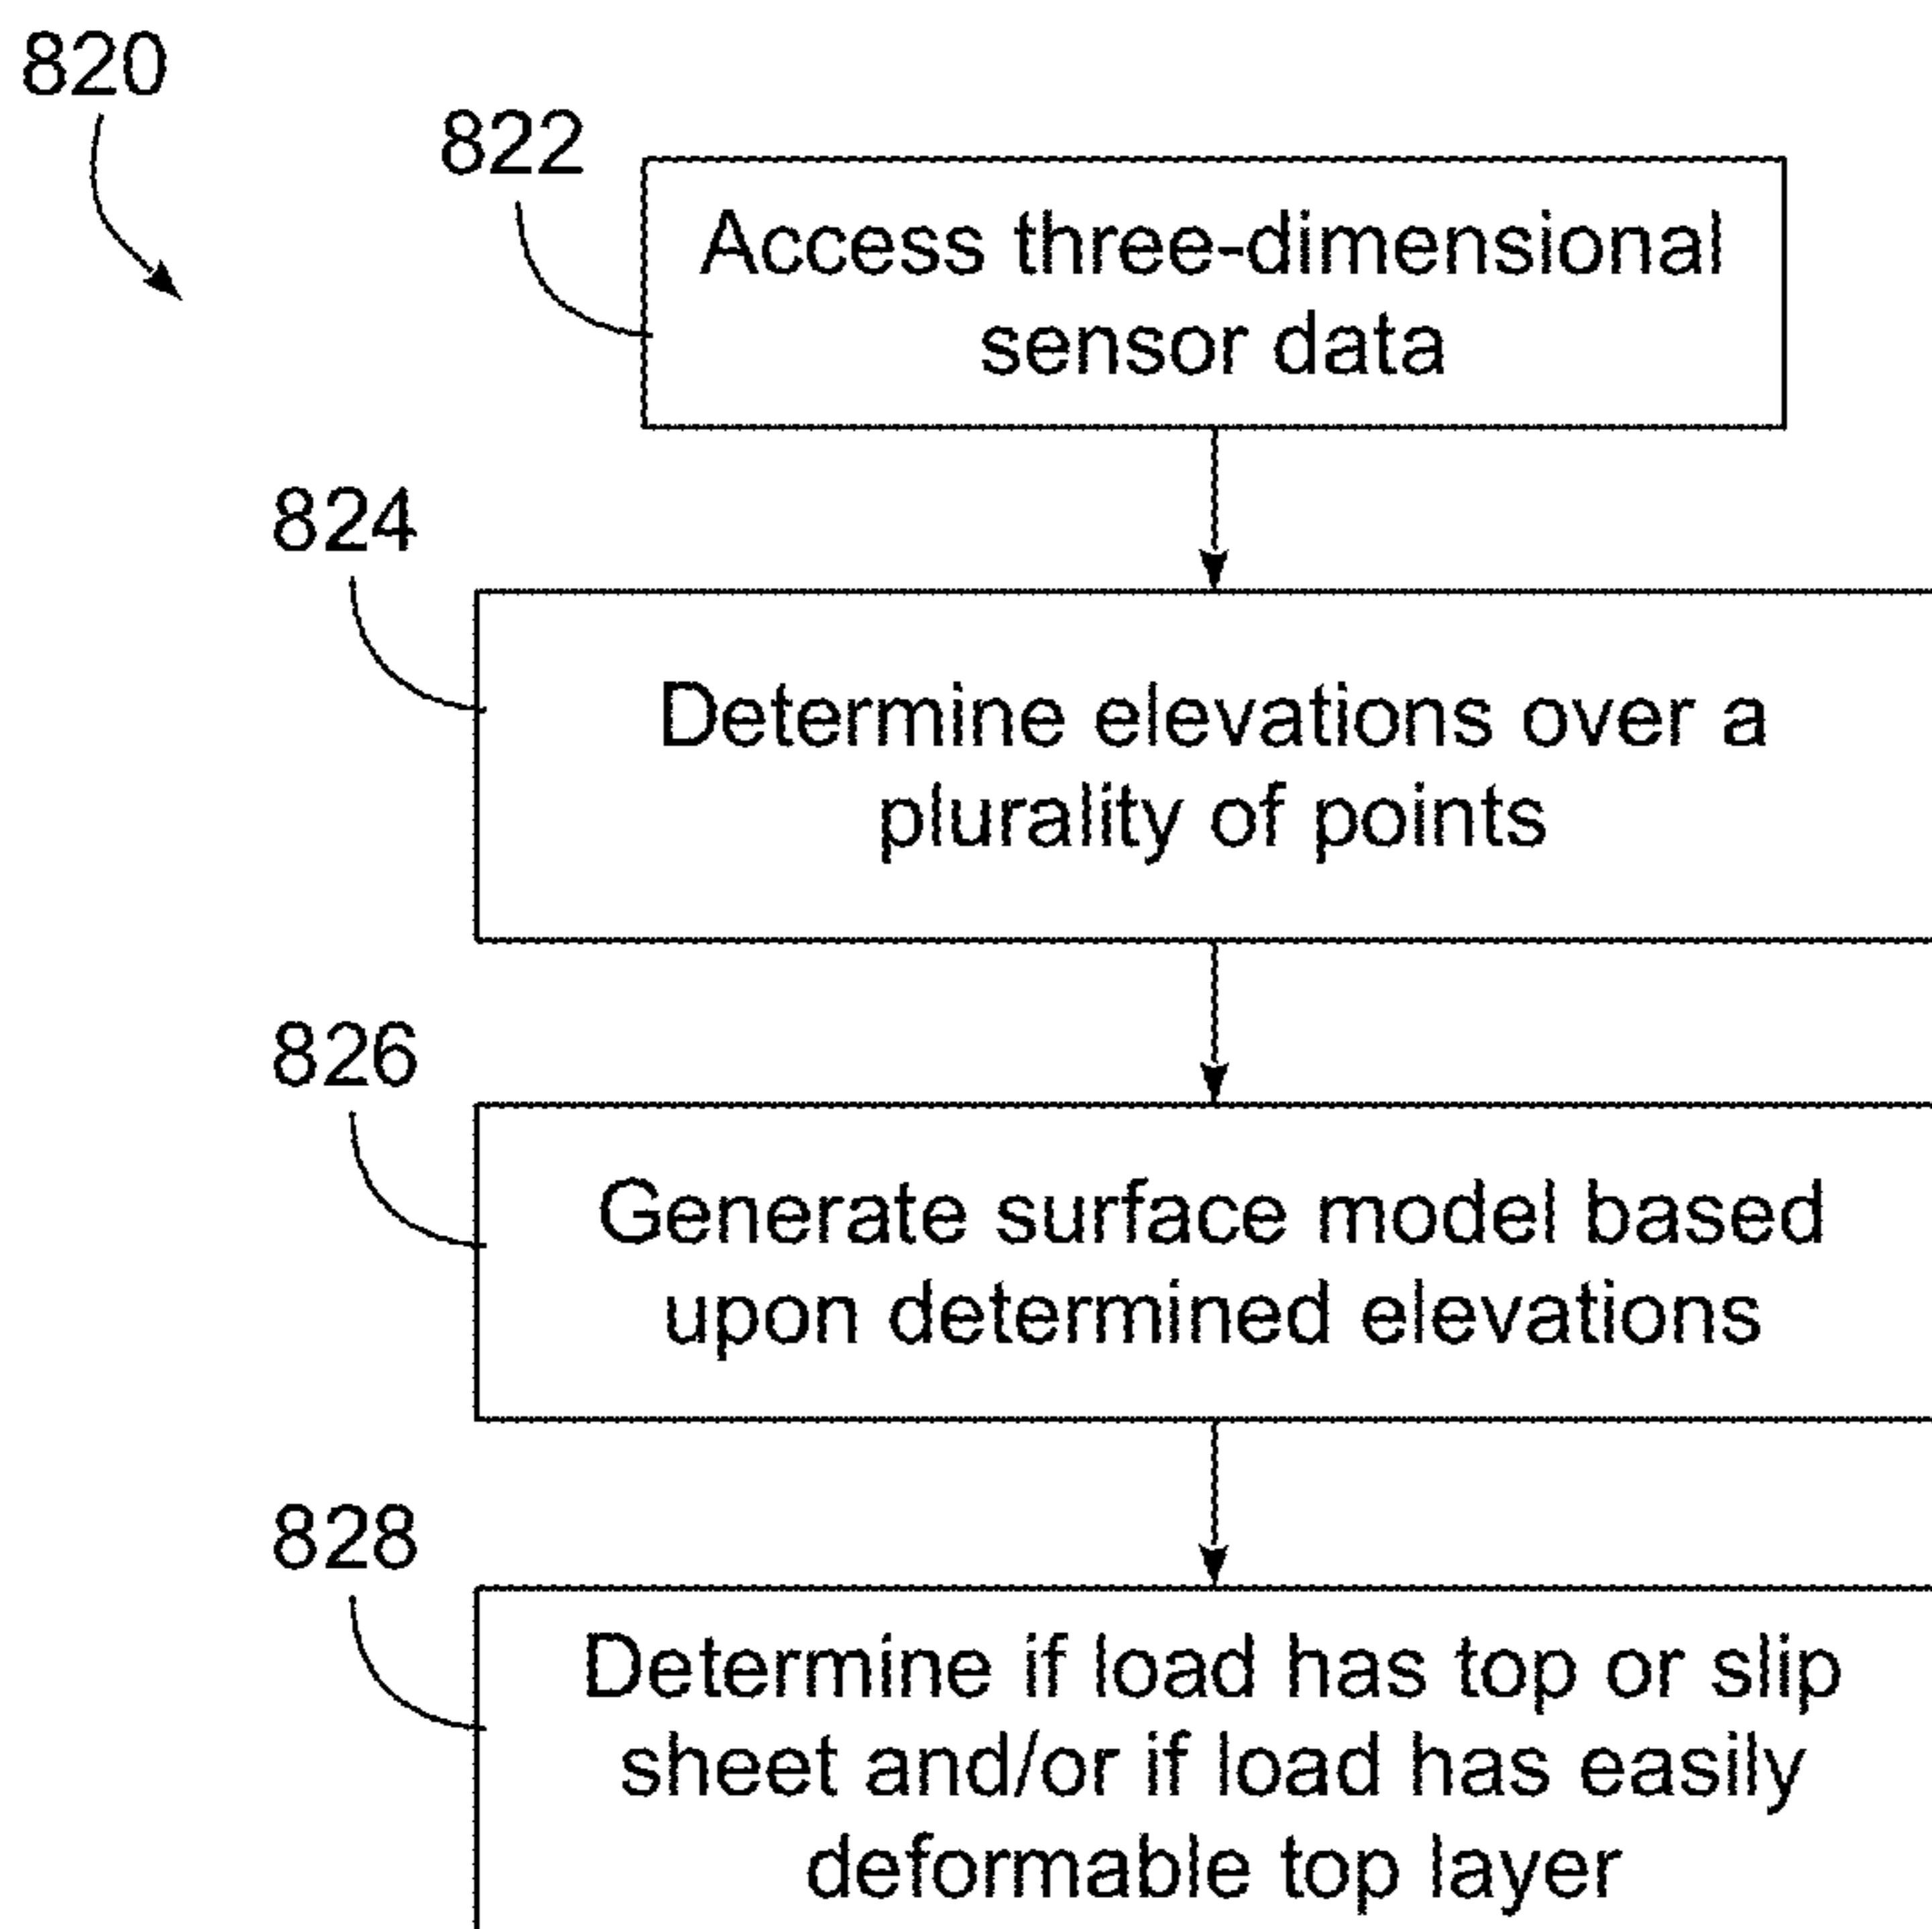 820
822
Access three-dimensional
sensor data
824
Determine elevations over a
plurality of points
826
Generate surface model based
upon determined elevations
828
Determine if load has top or slip
sheet and/or if load has easily
deformable top layer